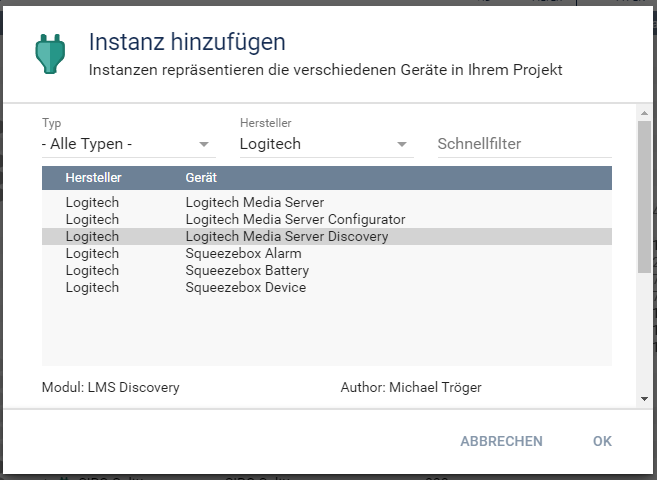 Instanz hinzufügen
Instanzen repräsentieren die verschiedenen Geräte in Ihrem Projekt
Typ Hersteller
- Alle Typen - Logitech Schnellfilter
Hersteller Gerät
Logitech Logitech Media Server
Logitech Logitech Media Server Configurator
Logitech Logitech Media Server Discovery
Logitech Squeezebox Alarm
Logitech Squeezebox Battery
Logitech Squeezebox Device
Modul: LMS Discovery Author: Michael Tröger
ABBRECHEN OK